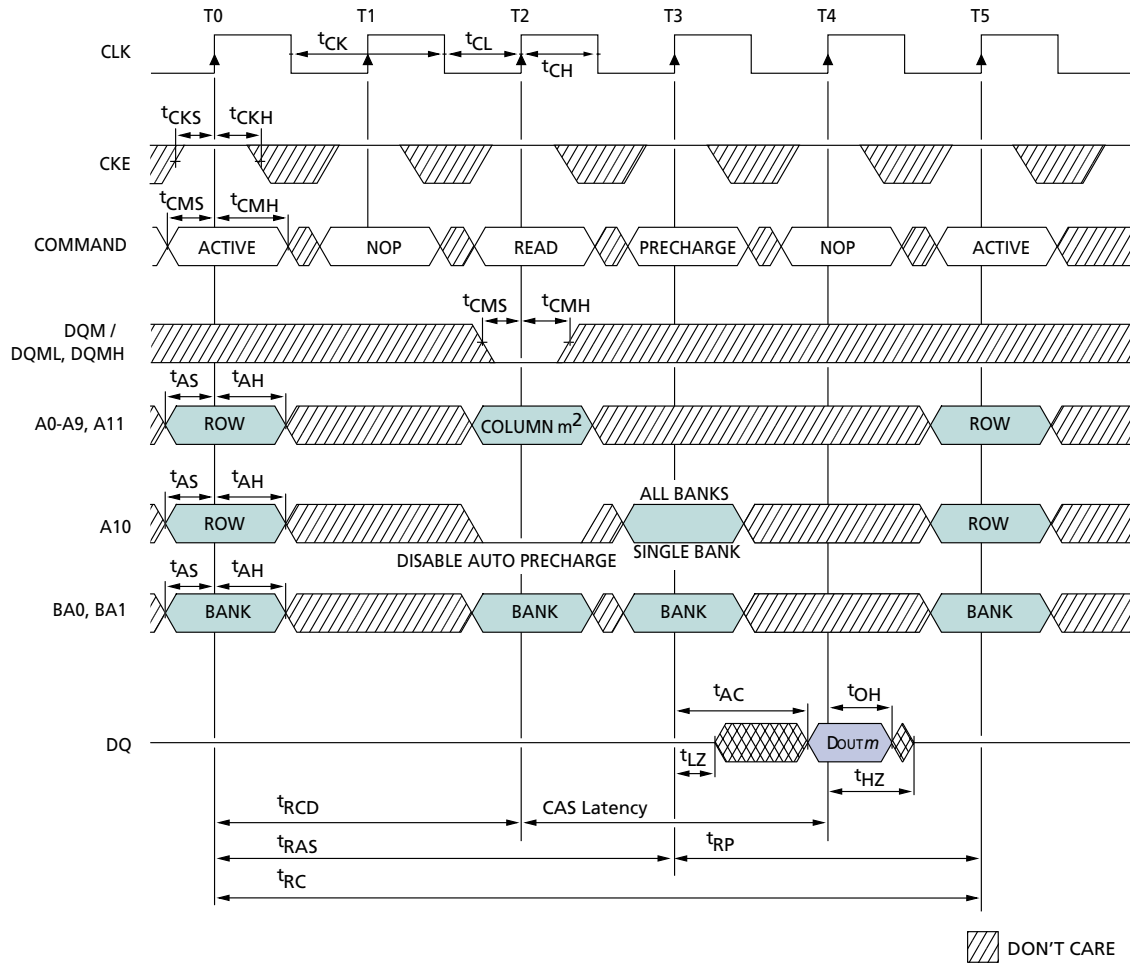 T0 T1 T2 T3 T4 T5
CLK
tCK tCL
tCH
tCKS tCKH
CKE
tCMS tCMH
COMMAND ACTIVE NOP READ PRECHARGE NOP ACTIVE
tCMS tCMH
DQM /
DQML, DQMH
tAS tAH
A0-A9, A11 ROW COLUMN m² ROW
tAS tAH ALL BANKS
A10 ROW ROW
DISABLE AUTO PRECHARGE SINGLE BANK
tAS tAH
BA0, BA1 BANK BANK BANK BANK
tAC tOH
DQ DOUTm
tLZ tHZ
tRCD CAS Latency
tRAS tRP
tRC
DON'T CARE